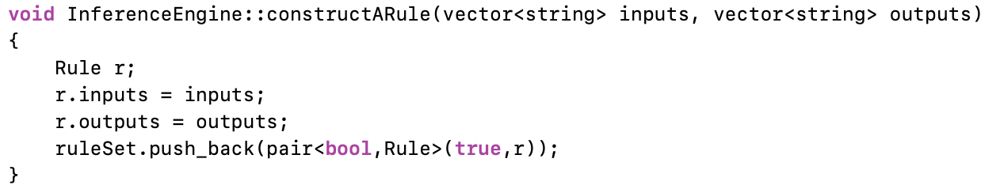 void InferenceEngine::constructARule(vector<string> inputs, vector<string> outputs)
{
    Rule r;
    r.inputs = inputs;
    r.outputs = outputs;
    ruleSet.push_back(pair<bool,Rule>(true,r));
}